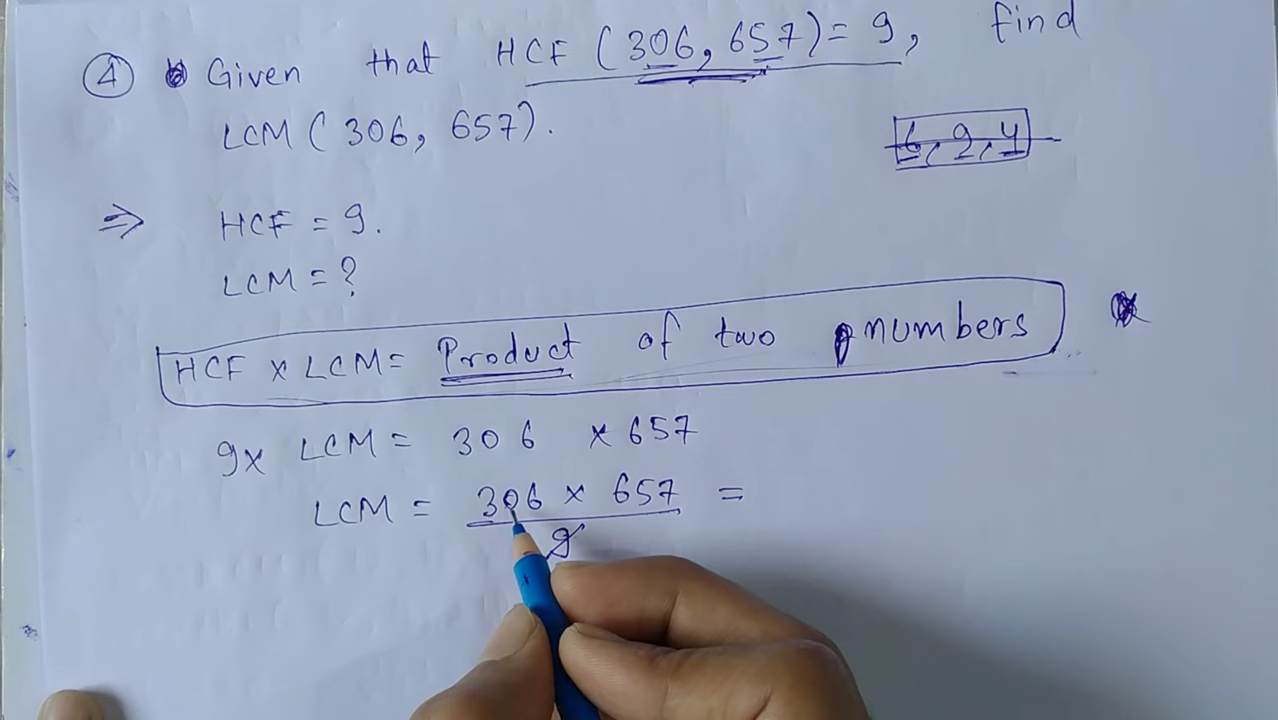 ④ Given that HCF (306, 657) = 9, find
LCM (306, 657).
6, 9, 4
⇒ HCF = 9.
LCM = ?
HCF x LCM = Product of two numbers
9x LCM = 306 x 657
LCM = 306 x 657 =
9